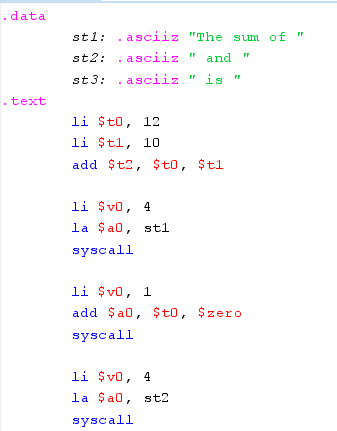 .data
st1: .asciiz "The sum of "
st2: .asciiz " and "
st3: .asciiz " is "
.text
li $t0, 12
li $t1, 10
add $t2, $t0, $t1
li $v0, 4
la $a0, st1
syscall
li $v0, 1
add $a0, $t0, $zero
syscall
li $v0, 4
la $a0, st2
syscall